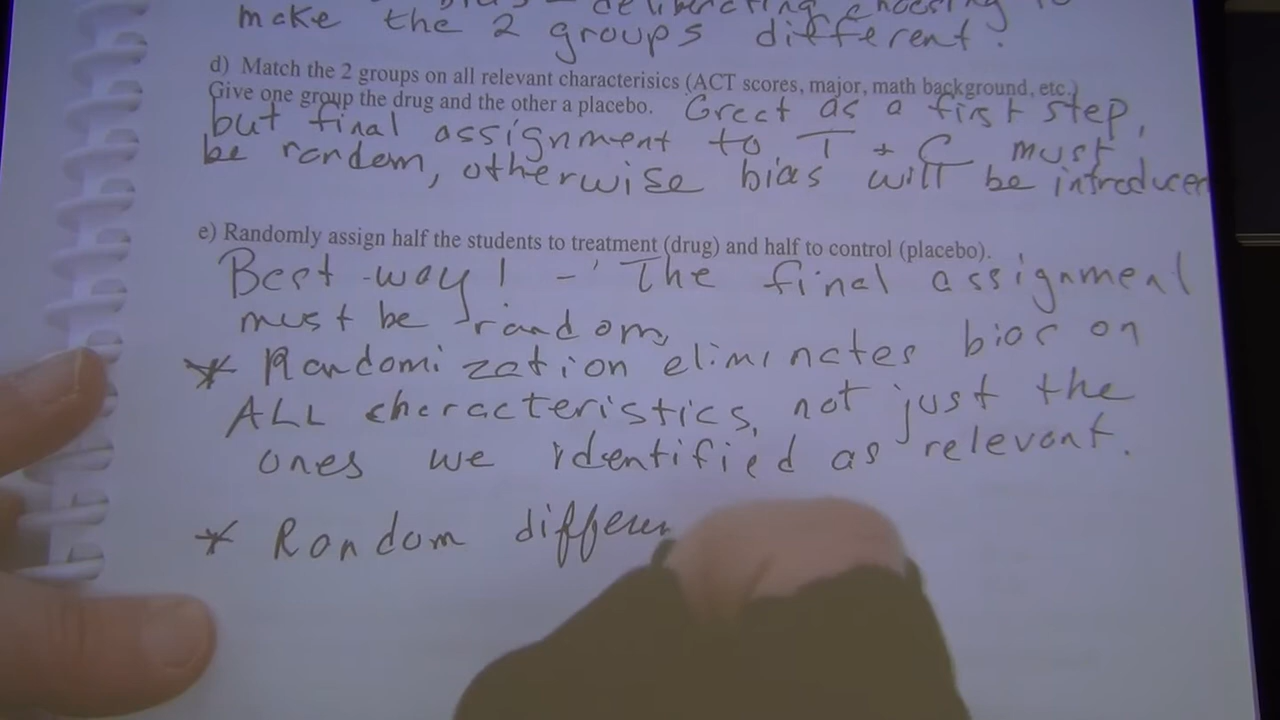 make the 2 groups different.
d) Match the 2 groups on all relevant characterisics (ACT scores, major, math background, etc.)
Give one group the drug and the other a placebo. Great as a first step,
but final assignment to T + C must
be random, otherwise bias will be introduced
e) Randomly assign half the students to treatment (drug) and half to control (placebo).
Best way! - The final assignment
must be random,
* Randomization eliminates bias on
ALL characteristics, not just the
ones we identified as relevant.
* Random differen